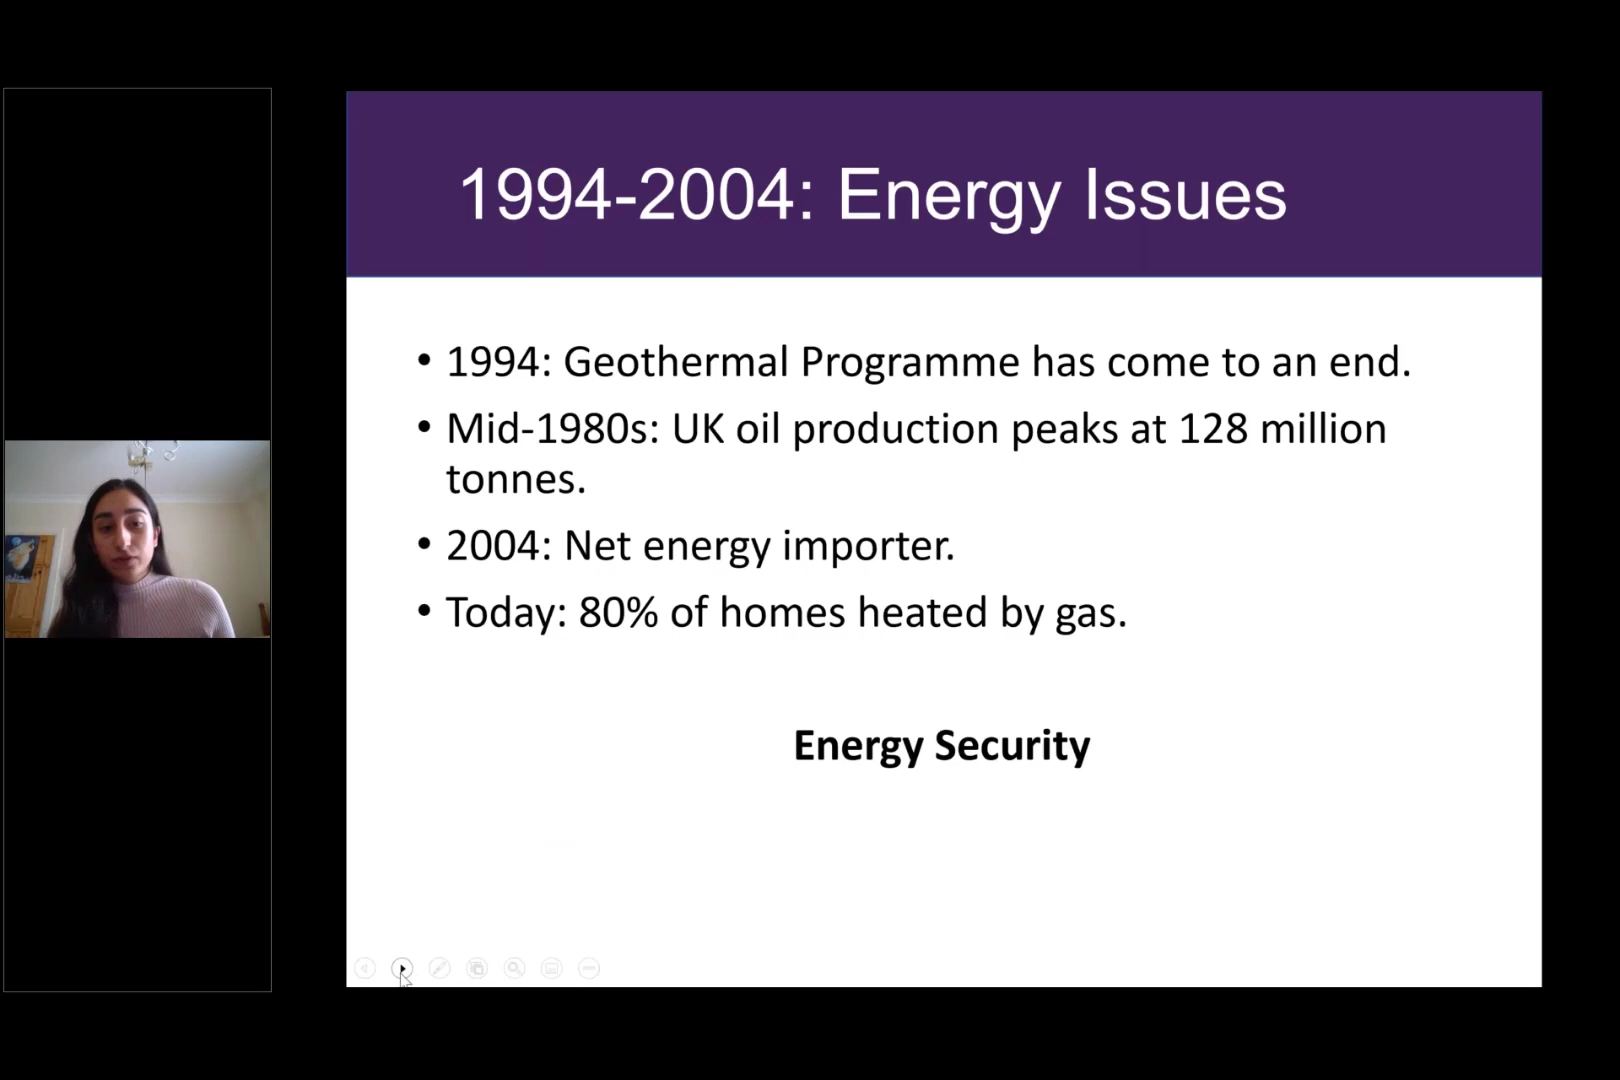 1994-2004: Energy Issues
• 1994: Geothermal Programme has come to an end.
• Mid-1980s: UK oil production peaks at 128 million
tonnes.
• 2004: Net energy importer.
• Today: 80% of homes heated by gas.
Energy Security